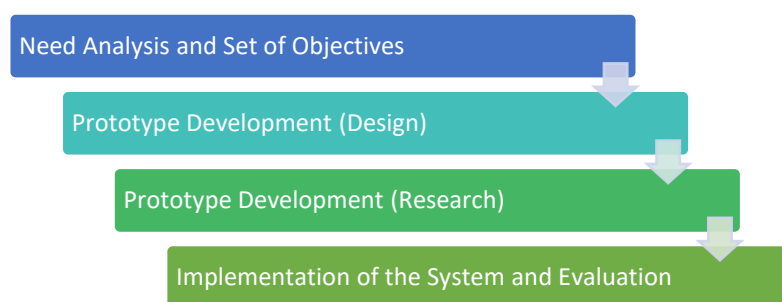 Need Analysis and Set of Objectives
Prototype Development (Design)
Prototype Development (Research)
Implementation of the System and Evaluation